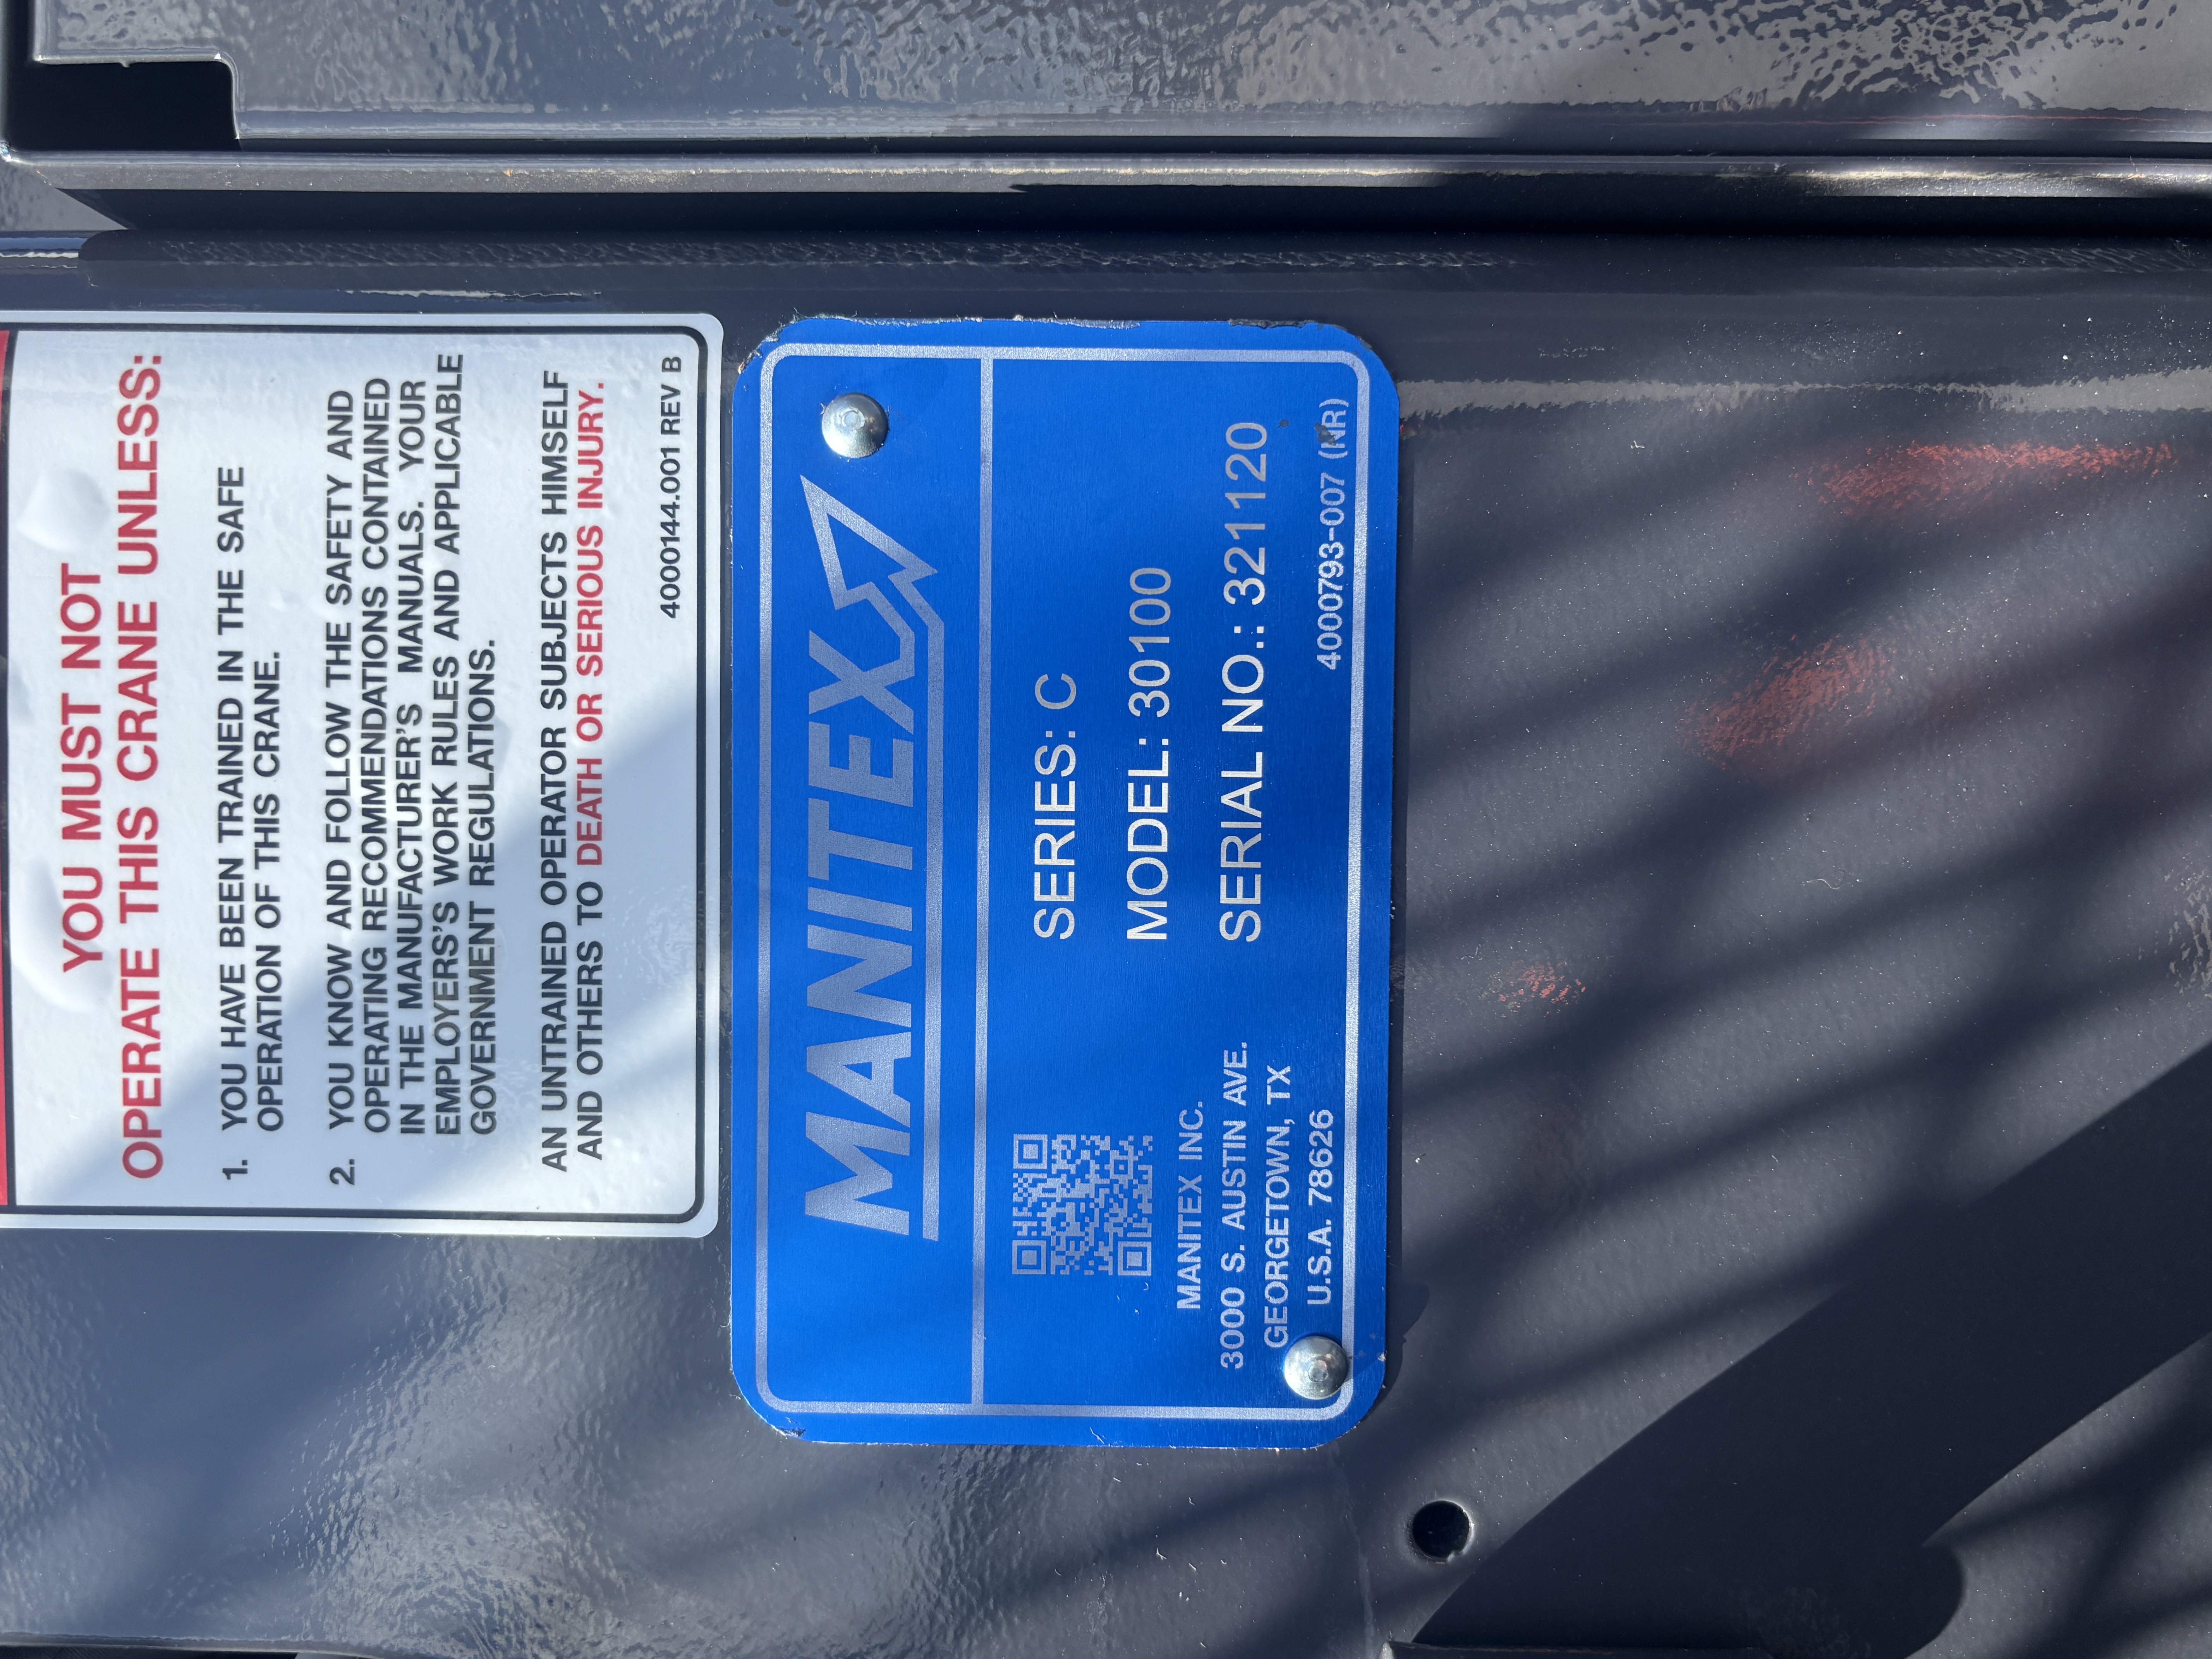 YOU MUST NOT
OPERATE THIS CRANE UNLESS:
1. YOU HAVE BEEN TRAINED IN THE SAFE
OPERATION OF THIS CRANE.
2. YOU KNOW AND FOLLOW THE SAFETY AND
OPERATING RECOMMENDATIONS CONTAINED
IN THE MANUFACTURER'S MANUALS. YOUR
EMPLOYERS'S WORK RULES AND APPLICABLE
GOVERNMENT REGULATIONS.
AN UNTRAINED OPERATOR SUBJECTS HIMSELF
AND OTHERS TO DEATH OR SERIOUS INJURY.
4000144.001 REV B
MANITEX
SERIES: C
MODEL: 30100
SERIAL NO.: 321120
MANITEX INC.
3000 S. AUSTIN AVE.
GEORGETOWN, TX
U.S.A. 78626
4000793-007 (NR)